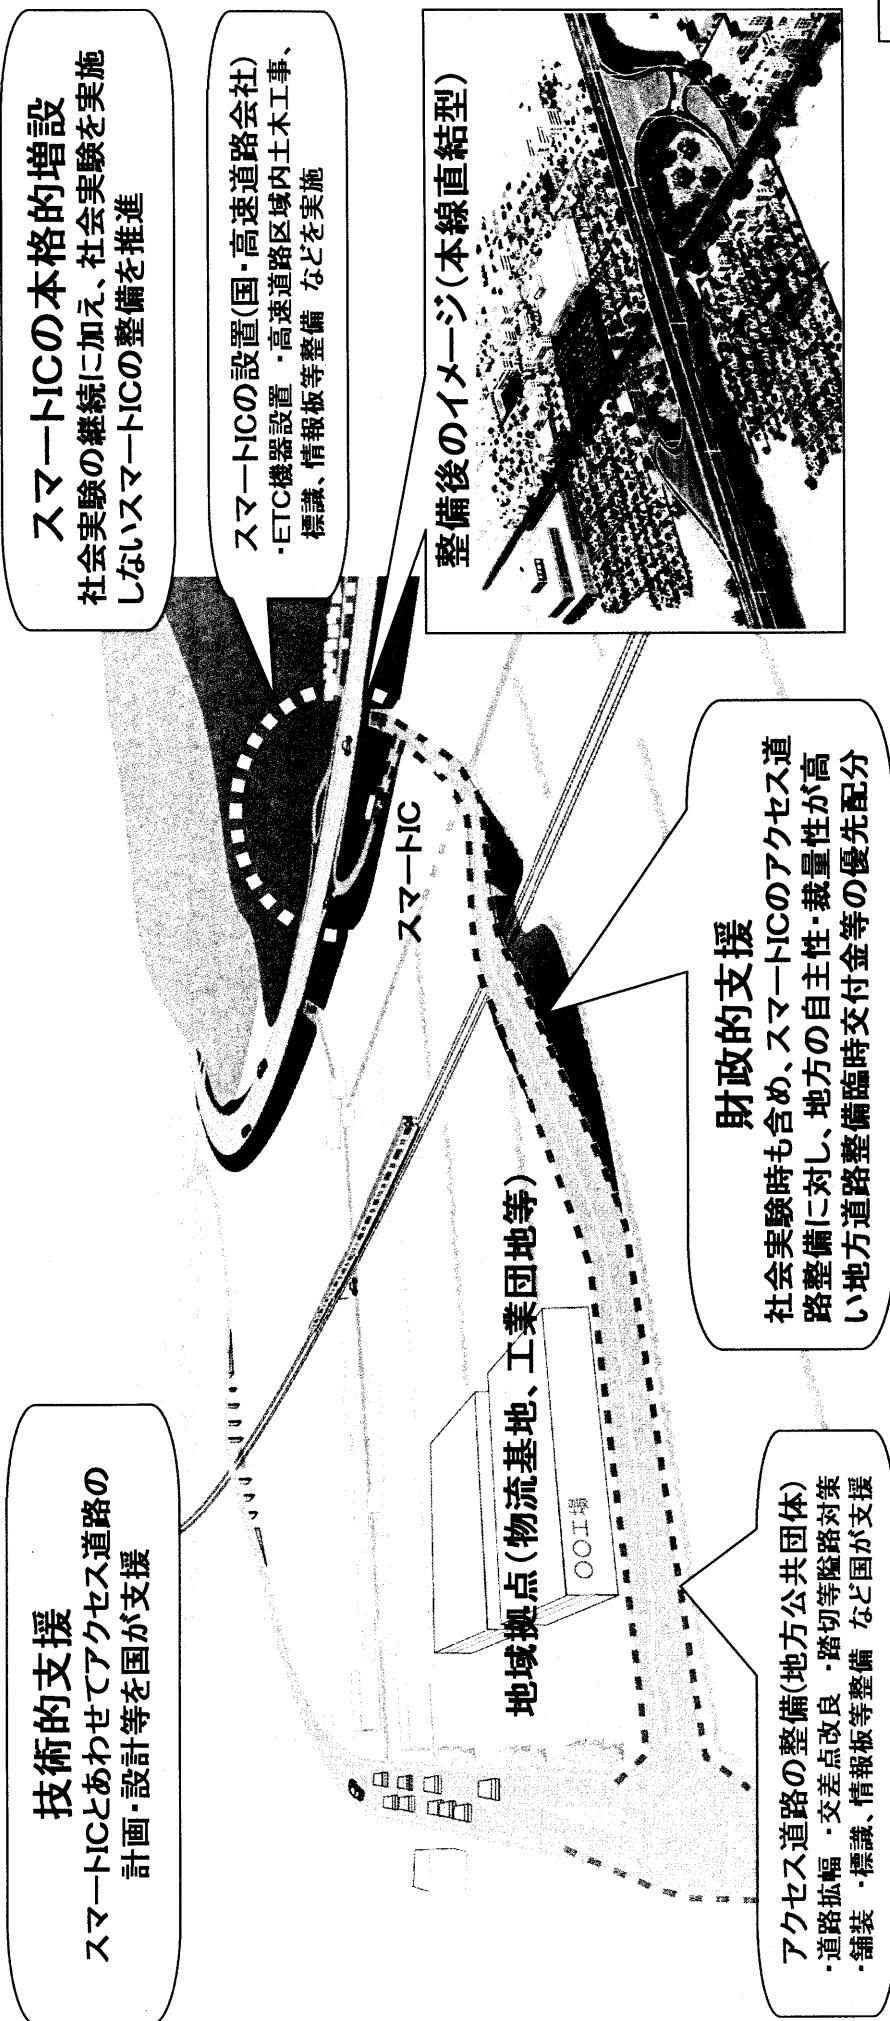 技術的支援
スマートICとあわせてアクセス道路の
計画・設計等を国が支援
スマートICの本格的増設
社会実験の継続に加え、社会実験を実施
しないスマートICの整備を推進
スマートICの設置(国・高速道路会社)
・ETC機器設置 ・高速道路区域内土木工事、
標識、情報板等整備 などを実施
スマートIC
整備後のイメージ(本線直結型)
地域拠点(物流基地、工業団地等)
〇〇工場
財政的支援
社会実験時も含め、スマートICのアクセス道
路整備に対し、地方の自主性・裁量性が高
い地方道路整備臨時交付金等の優先配分
アクセス道路の整備(地方公共団体)
・道路拡幅 ・交差点改良 ・踏切等隘路対策
・舗装 ・標識、情報板等整備 など国が支援